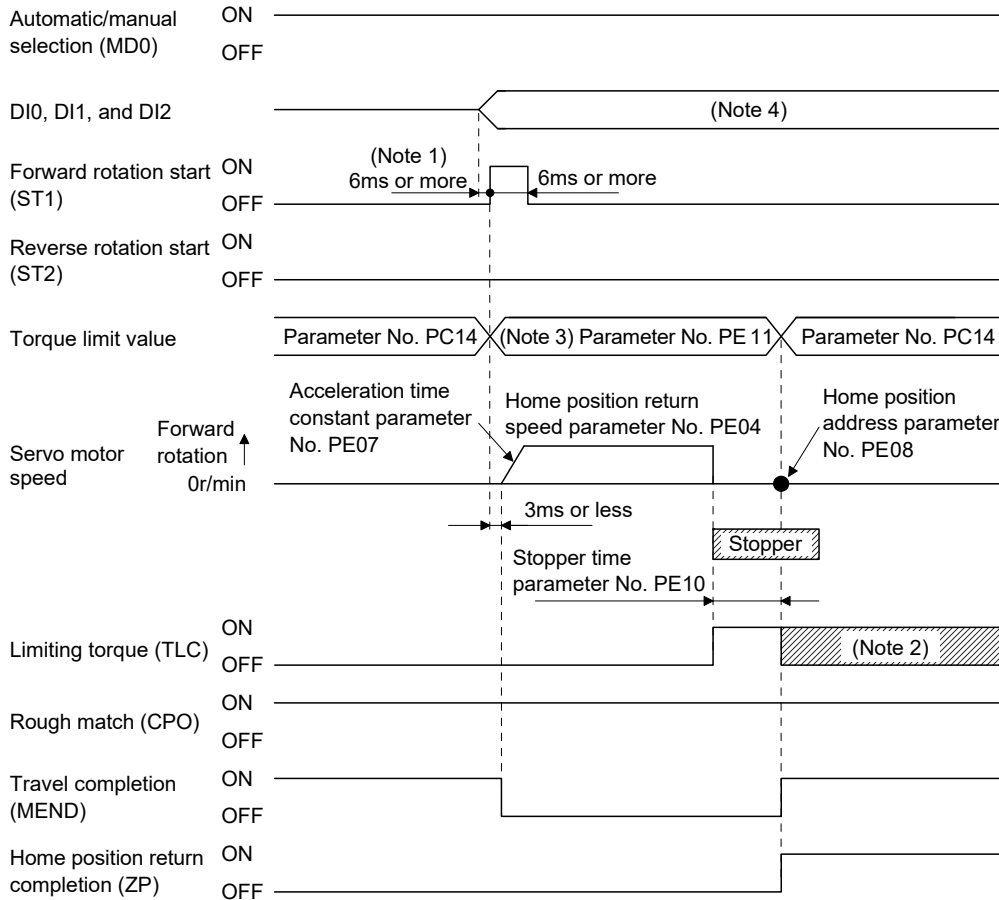 Automatic/manual
selection (MD0)
ON
OFF
DI0, DI1, and DI2
(Note 4)
Forward rotation start
(ST1)
ON
OFF
(Note 1)
6ms or more
6ms or more
Reverse rotation start
(ST2)
ON
OFF
Torque limit value
Parameter No. PC14
(Note 3) Parameter No. PE11
Parameter No. PC14
Servo motor
speed
Forward
rotation
0r/min
Acceleration time
constant parameter
No. PE07
Home position return
speed parameter No. PE04
Home position
address parameter
No. PE08
3ms or less
Stopper
Stopper time
parameter No. PE10
Limiting torque (TLC)
ON
OFF
(Note 2)
Rough match (CPO)
ON
OFF
Travel completion
(MEND)
ON
OFF
Home position return
completion (ZP)
ON
OFF